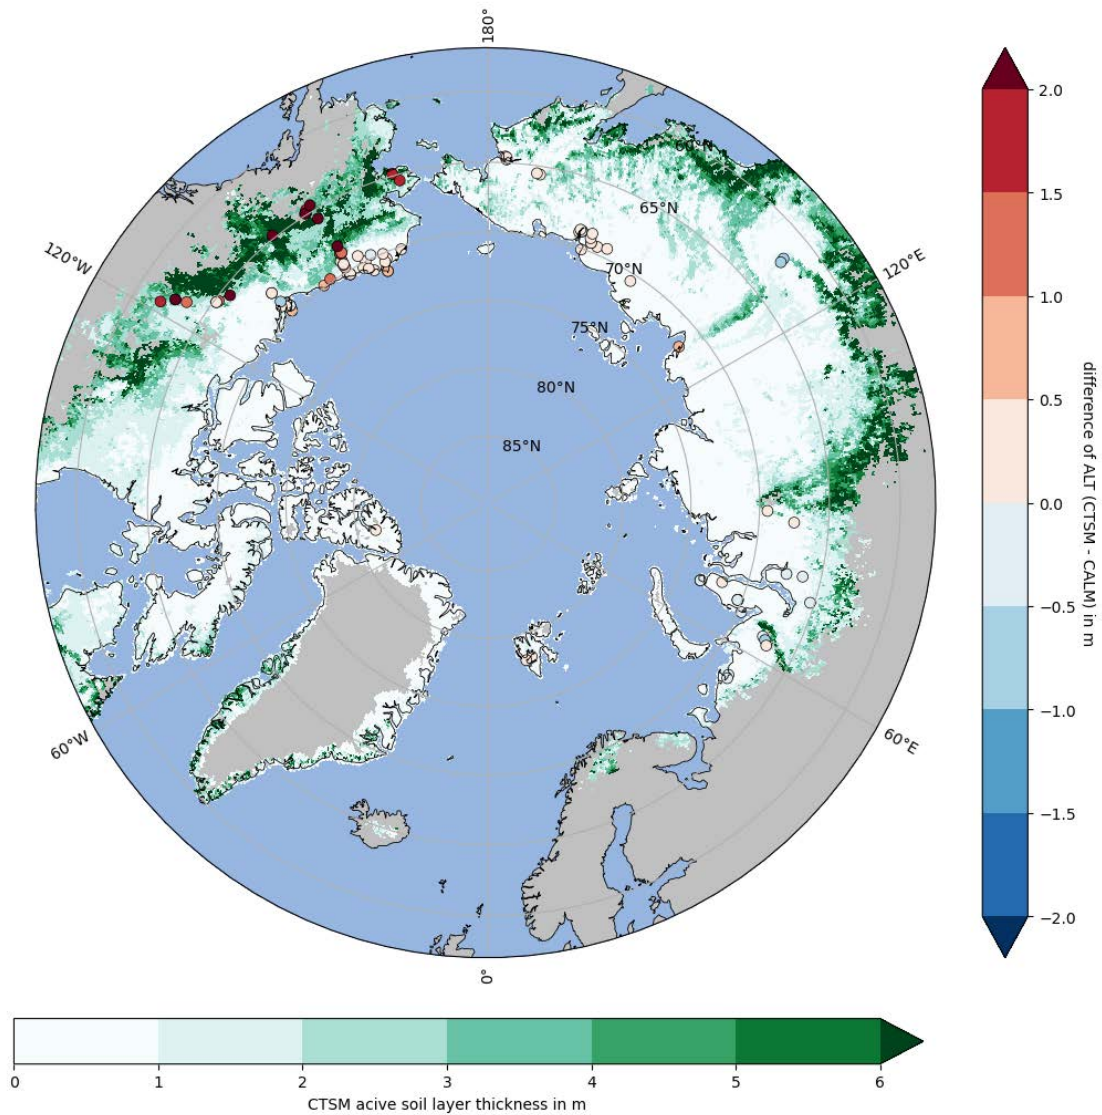 180°
60°N
65°N
120°W
120°E
70°N
75°N
80°N
85°N
60°W
60°E
0°
2.0
1.5
1.0
0.5
0.0
−0.5
−1.0
−1.5
−2.0
difference of ALT (CTSM - CALM) in m
0 1 2 3 4 5 6
CTSM acive soil layer thickness in m